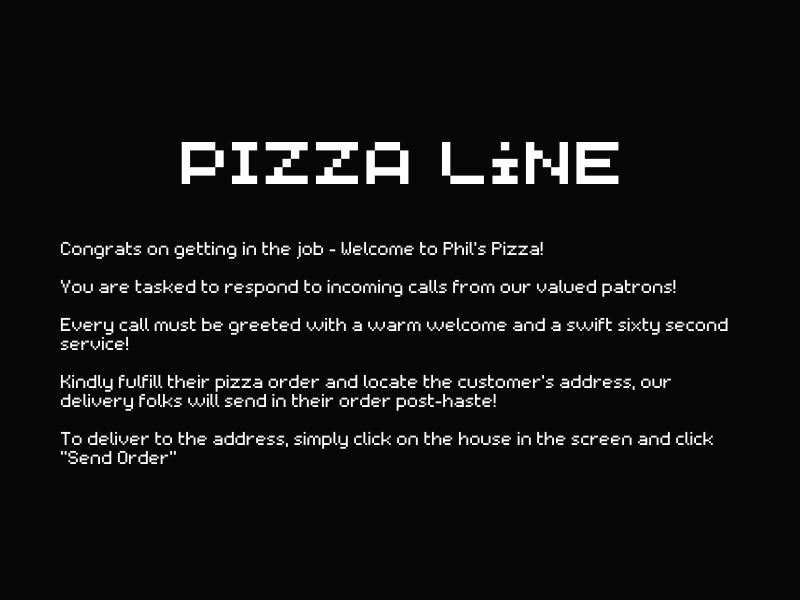 PIZZA LiNE
Congrats on getting in the job - Welcome to Phil's Pizza!
You are tasked to respond to incoming calls from our valued patrons!
Every call must be greeted with a warm welcome and a swift sixty second
service!
Kindly fulfill their pizza order and locate the customer's address, our
delivery folks will send in their order post-haste!
To deliver to the address, simply click on the house in the screen and click
"Send Order"